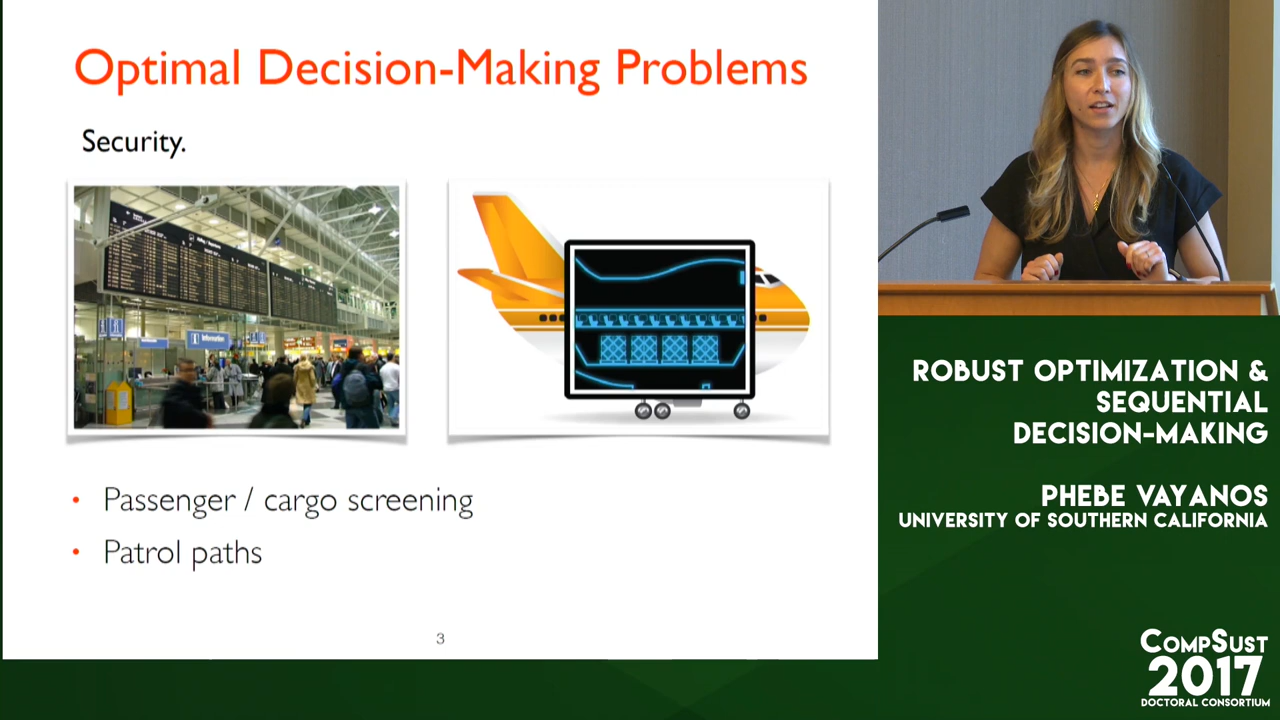 Optimal Decision-Making Problems
Security.
Information
• Passenger / cargo screening
• Patrol paths
3
ROBUST OPTIMIZATION &
SEQUENTIAL
DECISION-MAKING
PHEBE VAYANOS
UNIVERSITY OF SOUTHERN CALIFORNIA
COMPSUST
2017
DOCTORAL CONSORTIUM